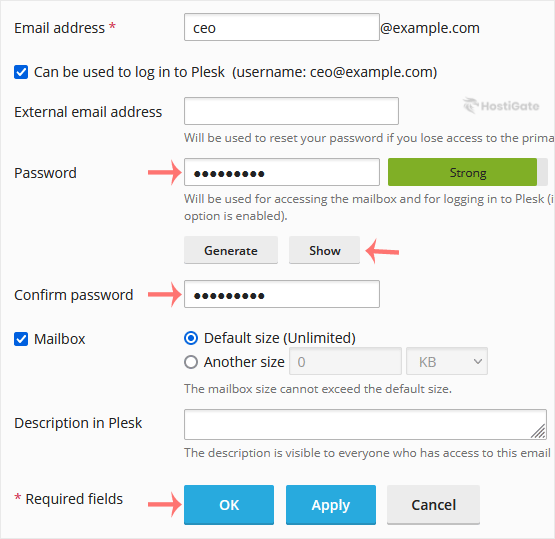 Email address *
ceo
@example.com
Can be used to log in to Plesk (username: ceo@example.com)
External email address
HostiGate
Will be used to reset your password if you lose access to the prima
Password
●●●●●●●●●
Strong
Will be used for accessing the mailbox and for logging in to Plesk (i
option is enabled).
Generate
Show
Confirm password
●●●●●●●●●
Mailbox
Default size (Unlimited)
Another size
0
KB
The mailbox size cannot exceed the default size.
Description in Plesk
The description is visible to everyone who has access to this email
* Required fields
OK
Apply
Cancel